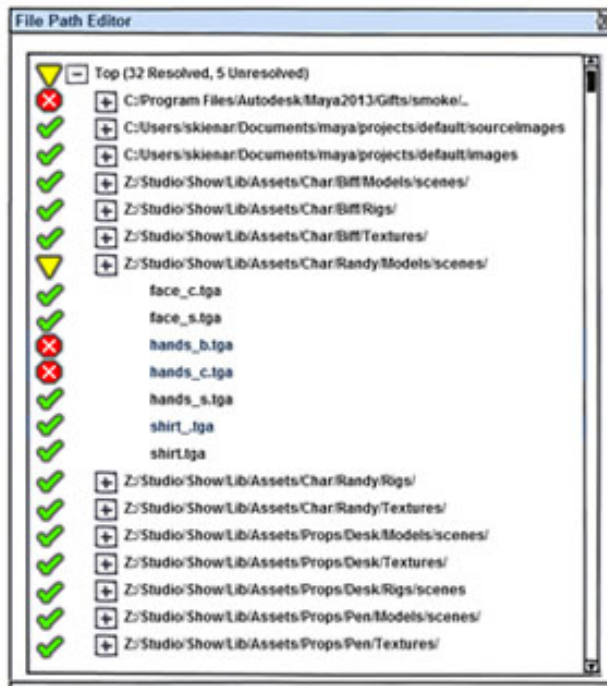 File Path Editor
Top (32 Resolved, 5 Unresolved)
C:/Program Files/Autodesk/Maya2013/Gifts/smoke/..
C:/Users/skienar/Documents/maya/projects/default/sourceImages
C:/Users/skienar/Documents/maya/projects/default/images
Z:/Studio/Show/Lib/Assets/Char/Biff/Models/scenes/
Z:/Studio/Show/Lib/Assets/Char/Biff/Rigs/
Z:/Studio/Show/Lib/Assets/Char/Biff/Textures/
Z:/Studio/Show/Lib/Assets/Char/Randy/Models/scenes/
face_c.tga
face_s.tga
hands_b.tga
hands_c.tga
hands_s.tga
shirt_.tga
shirt.tga
Z:/Studio/Show/Lib/Assets/Char/Randy/Rigs/
Z:/Studio/Show/Lib/Assets/Char/Randy/Textures/
Z:/Studio/Show/Lib/Assets/Props/Desk/Models/scenes/
Z:/Studio/Show/Lib/Assets/Props/Desk/Textures/
Z:/Studio/Show/Lib/Assets/Props/Desk/Rigs/scenes
Z:/Studio/Show/Lib/Assets/Props/Pen/Models/scenes/
Z:/Studio/Show/Lib/Assets/Props/Pen/Textures/